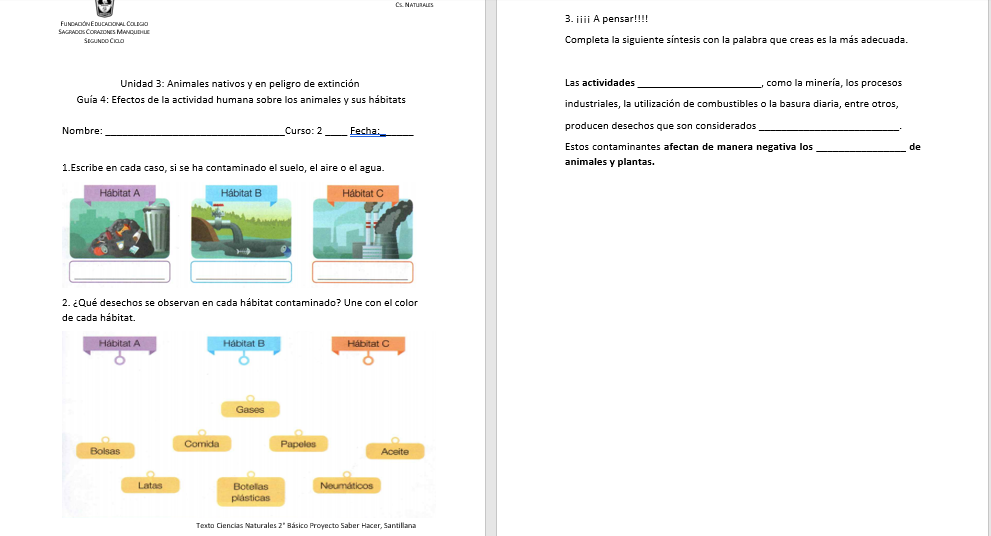 Cs. Naturales
Fundación Educacional Colegio
Sagrados Corazones Manquehue
Segundo Ciclo
Unidad 3: Animales nativos y en peligro de extinción
Guía 4: Efectos de la actividad humana sobre los animales y sus hábitats
Nombre: ________________________________Curso: 2 ____ Fecha:______
1.Escribe en cada caso, si se ha contaminado el suelo, el aire o el agua.
Hábitat A Hábitat B Hábitat C
2. ¿Qué desechos se observan en cada hábitat contaminado? Une con el color
de cada hábitat.
Hábitat A Hábitat B Hábitat C
Gases
Bolsas Comida Papeles Aceite
Latas Botellas plásticas Neumáticos
Texto Ciencias Naturales 2° Básico Proyecto Saber Hacer, Santillana
3. ¡¡¡¡ A pensar!!!!
Completa la siguiente síntesis con la palabra que creas es la más adecuada.
Las actividades ______________________, como la minería, los procesos
industriales, la utilización de combustibles o la basura diaria, entre otros,
producen desechos que son considerados _________________________.
Estos contaminantes afectan de manera negativa los ________________ de
animales y plantas.